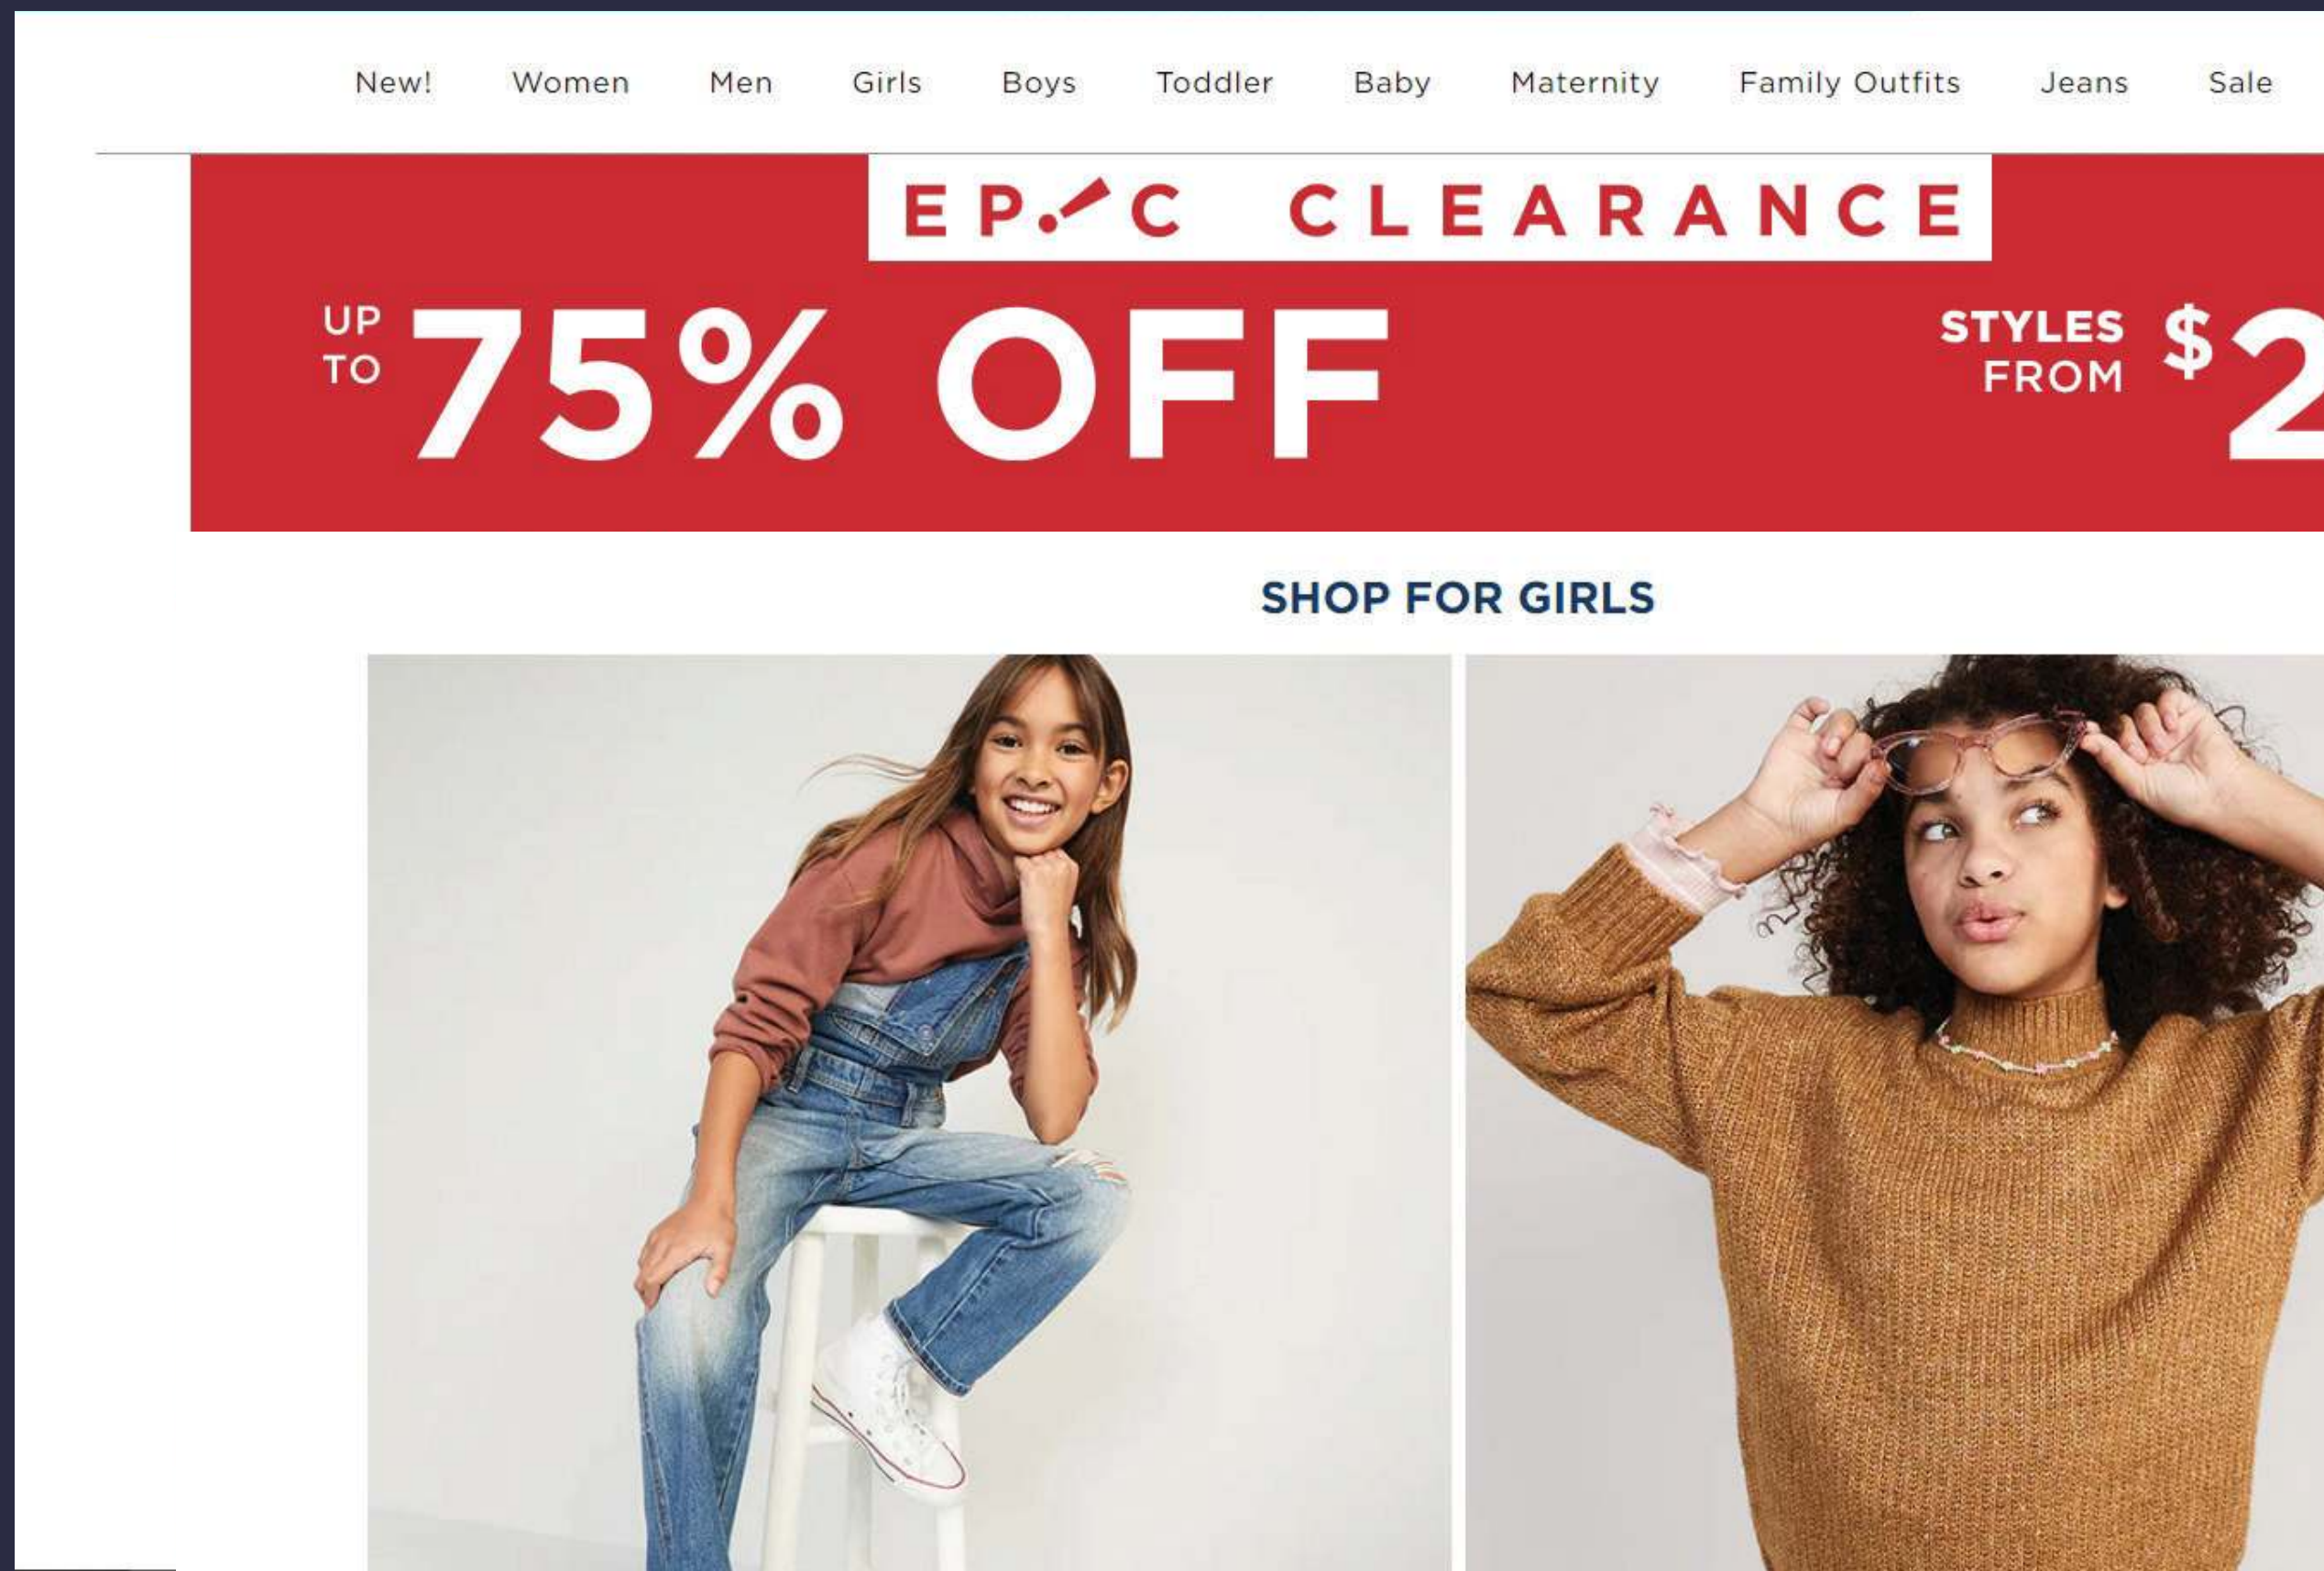 New! Women Men Girls Boys Toddler Baby Maternity Family Outfits Jeans Sale
EP!C CLEARANCE
UP TO 75% OFF
STYLES FROM $2
SHOP FOR GIRLS